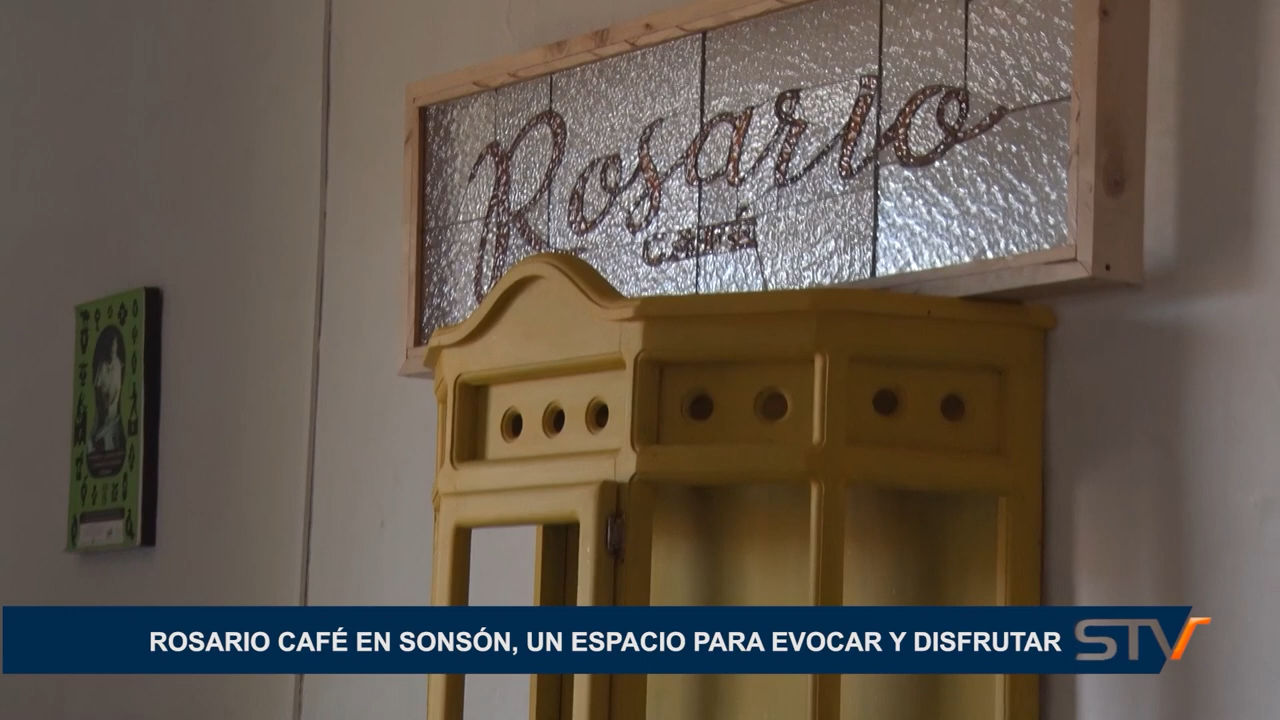 Rosario
CAFÉ
ROSARIO CAFÉ EN SONSÓN, UN ESPACIO PARA EVOCAR Y DISFRUTAR
STV